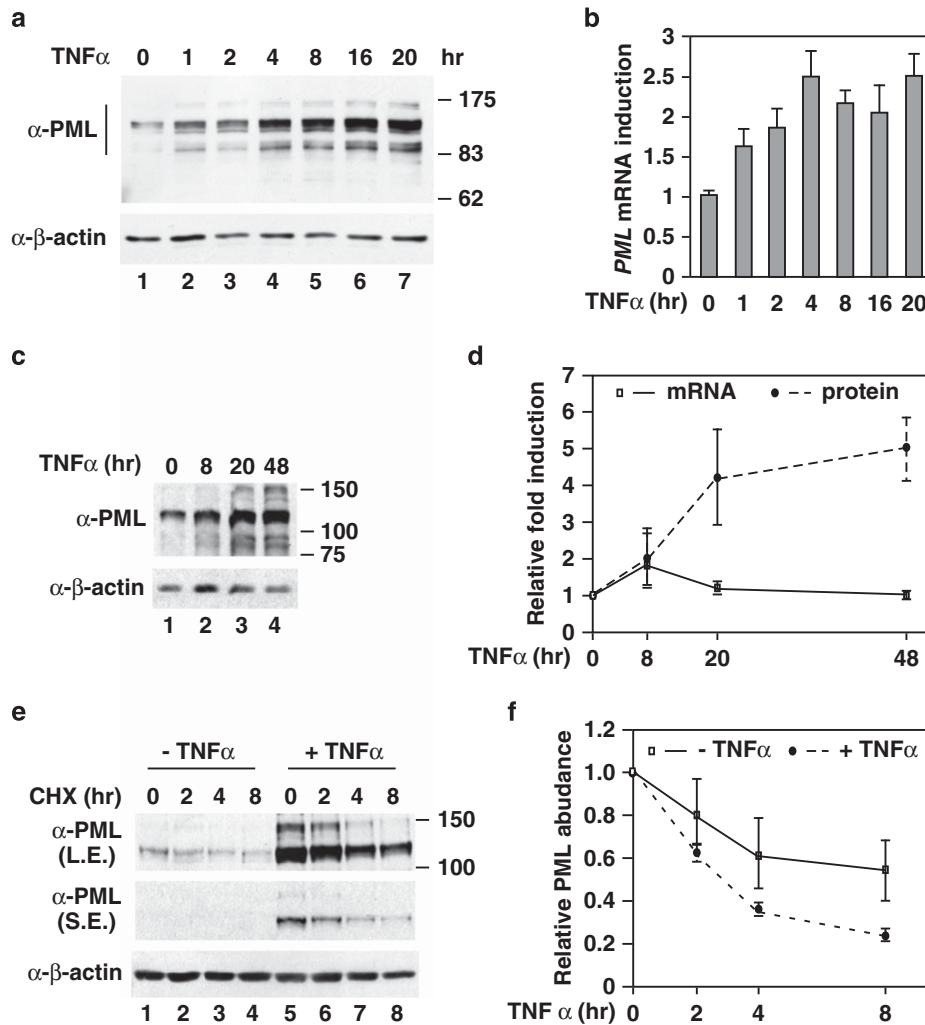 a
TNFα 0 1 2 4 8 16 20 hr
α-PML
175
83
62
α-β-actin
1 2 3 4 5 6 7
b
PML mRNA induction
3
2.5
2
1.5
1
0.5
0
TNFα (hr) 0 1 2 4 8 16 20
c
TNFα (hr) 0 8 20 48
α-PML
150
100
75
α-β-actin
1 2 3 4
d
Relative fold induction
7
6
5
4
3
2
1
0
mRNA protein
TNFα (hr) 0 8 20 48
e
- TNFα + TNFα
CHX (hr) 0 2 4 8 0 2 4 8
α-PML
(L.E.)
150
100
α-PML
(S.E.)
α-β-actin
1 2 3 4 5 6 7 8
f
Relative PML abudance
1.2
1.0
0.8
0.6
0.4
0.2
0
- TNFα + TNFα
TNF α (hr) 0 2 4 8